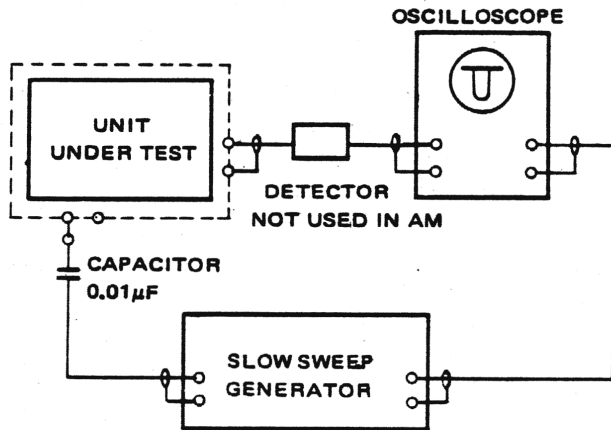 OSCILLOSCOPE
UNIT
UNDER TEST
DETECTOR
NOT USED IN AM
CAPACITOR
0.01μF
SLOW SWEEP
GENERATOR